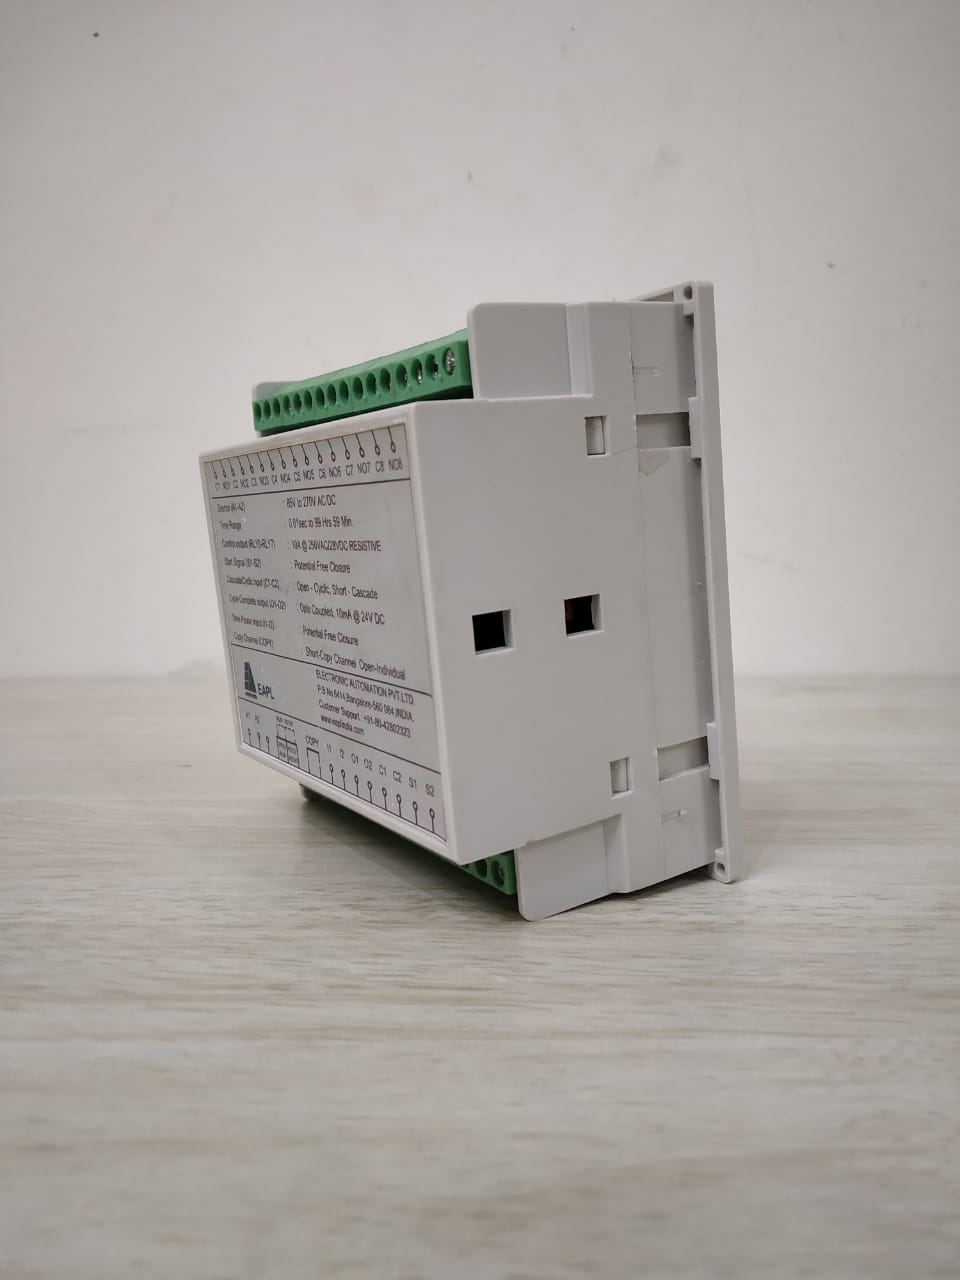 C1 NO1 C2 NO2 C3 NO3 C4 NO4 C5 NO5 C6 NO6 C7 NO7 C8 NO8
Source (A1-A2) : 85V to 270V AC/DC
Time Range : 0.01sec to 99 Hrs 59 Min.
Control output (RLY0-RLY7) : 10A @ 250VAC/28VDC RESISTIVE
Start Signal (S1-S2) : Potential Free Closure
Cascade/Cyclic input (C1-C2) : Open - Cyclic, Short - Cascade
Cycle Complete output (O1-O2) : Opto Coupled, 10mA @ 24V DC
Time Pause input (I1-I2) : Potential Free Closure
Copy Channel (COPY) : Short-Copy Channel Open-Individual
EAPL
ELECTRONIC AUTOMATION PVT.LTD
P.B No 6414,Bangalore-560 064 ,INDIA,
Customer Support : +91-80-42802323
www.eaplindia.com
A1 A2 COPY I1 I2 O1 O2 C1 C2 S1 S2